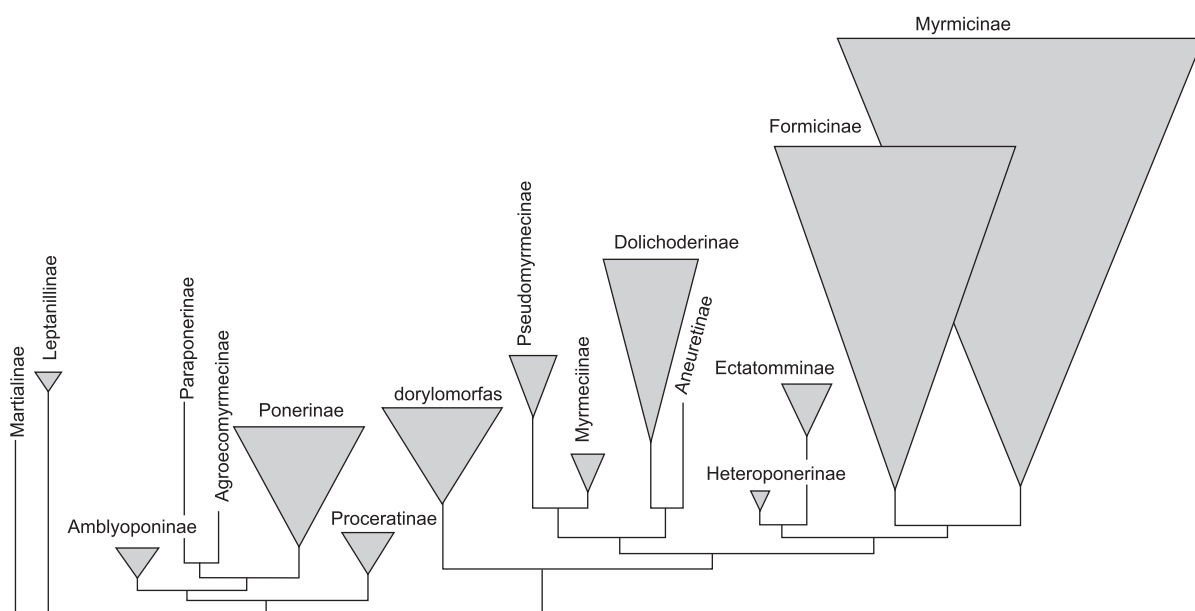 Myrmicinae
Formicinae
Dolichoderinae
Pseudomyrmecinae
Leptanillinae
Paraponerinae
Aneuretinae
Martialinae
Agroecomyrmecinae
Ectatomminae
Myrmeciinae
dorylomorfas
Ponerinae
Heteroponerinae
Amblyoponinae
Proceratinae